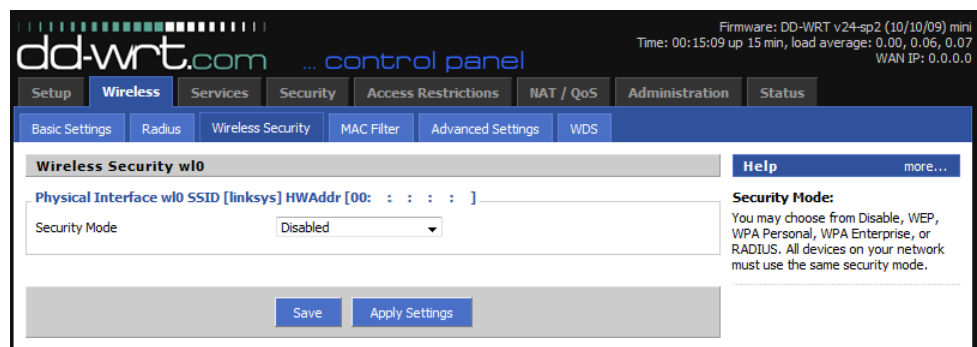 dd-wrt.com ... control panel
Firmware: DD-WRT v24-sp2 (10/10/09) mini
Time: 00:15:09 up 15 min, load average: 0.00, 0.06, 0.07
WAN IP: 0.0.0.0
Setup Wireless Services Security Access Restrictions NAT / QoS Administration Status
Basic Settings Radius Wireless Security MAC Filter Advanced Settings WDS
Wireless Security wl0
Physical Interface wl0 SSID [linksys] HWAddr [00: : : : : ]
Security Mode Disabled
Save Apply Settings
Help more...
Security Mode:
You may choose from Disable, WEP,
WPA Personal, WPA Enterprise, or
RADIUS. All devices on your network
must use the same security mode.